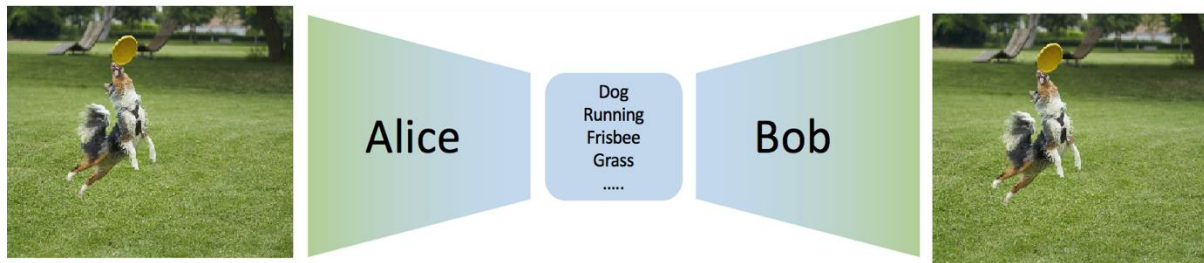 Alice
Dog
Running
Frisbee
Grass
.....
Bob